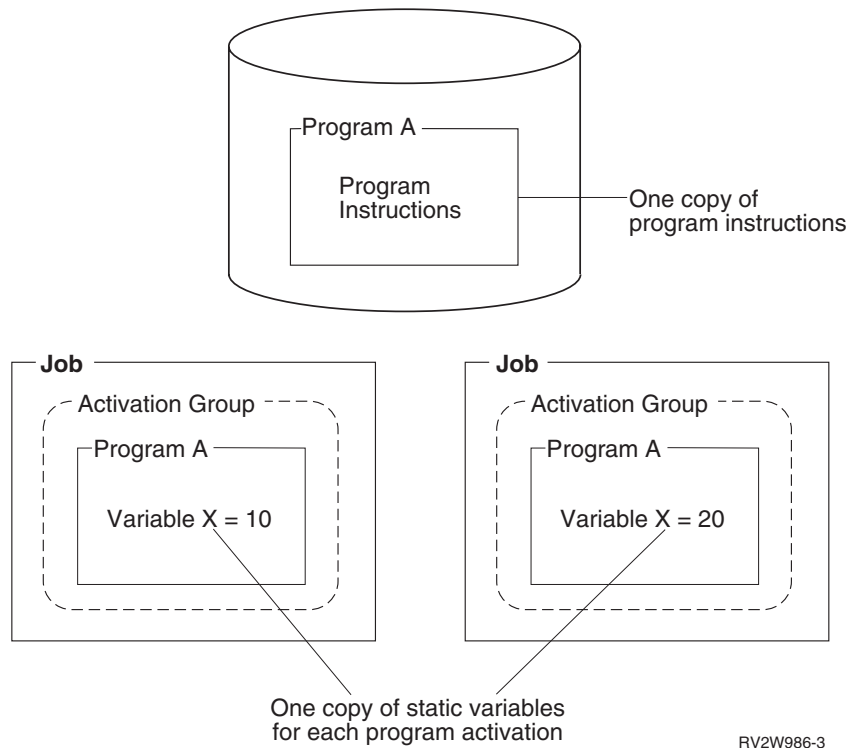 Program A
Program
Instructions
One copy of
program instructions
Job
Activation Group
Program A
Variable X = 10
Job
Activation Group
Program A
Variable X = 20
One copy of static variables
for each program activation
RV2W986-3